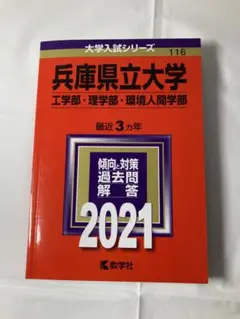 大学入試シリーズ
116
兵庫県立大学
工学部・理学部・環境人間学部
最近3カ年
傾向と対策
過去問
解答
2021
教学社